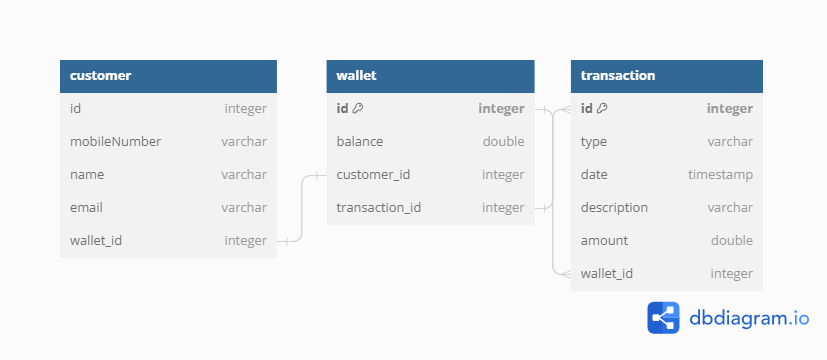 customer
id integer
mobileNumber varchar
name varchar
email varchar
wallet_id integer
wallet
id integer
balance double
customer_id integer
transaction_id integer
transaction
id integer
type varchar
date timestamp
description varchar
amount double
wallet_id integer
dbdiagram.io